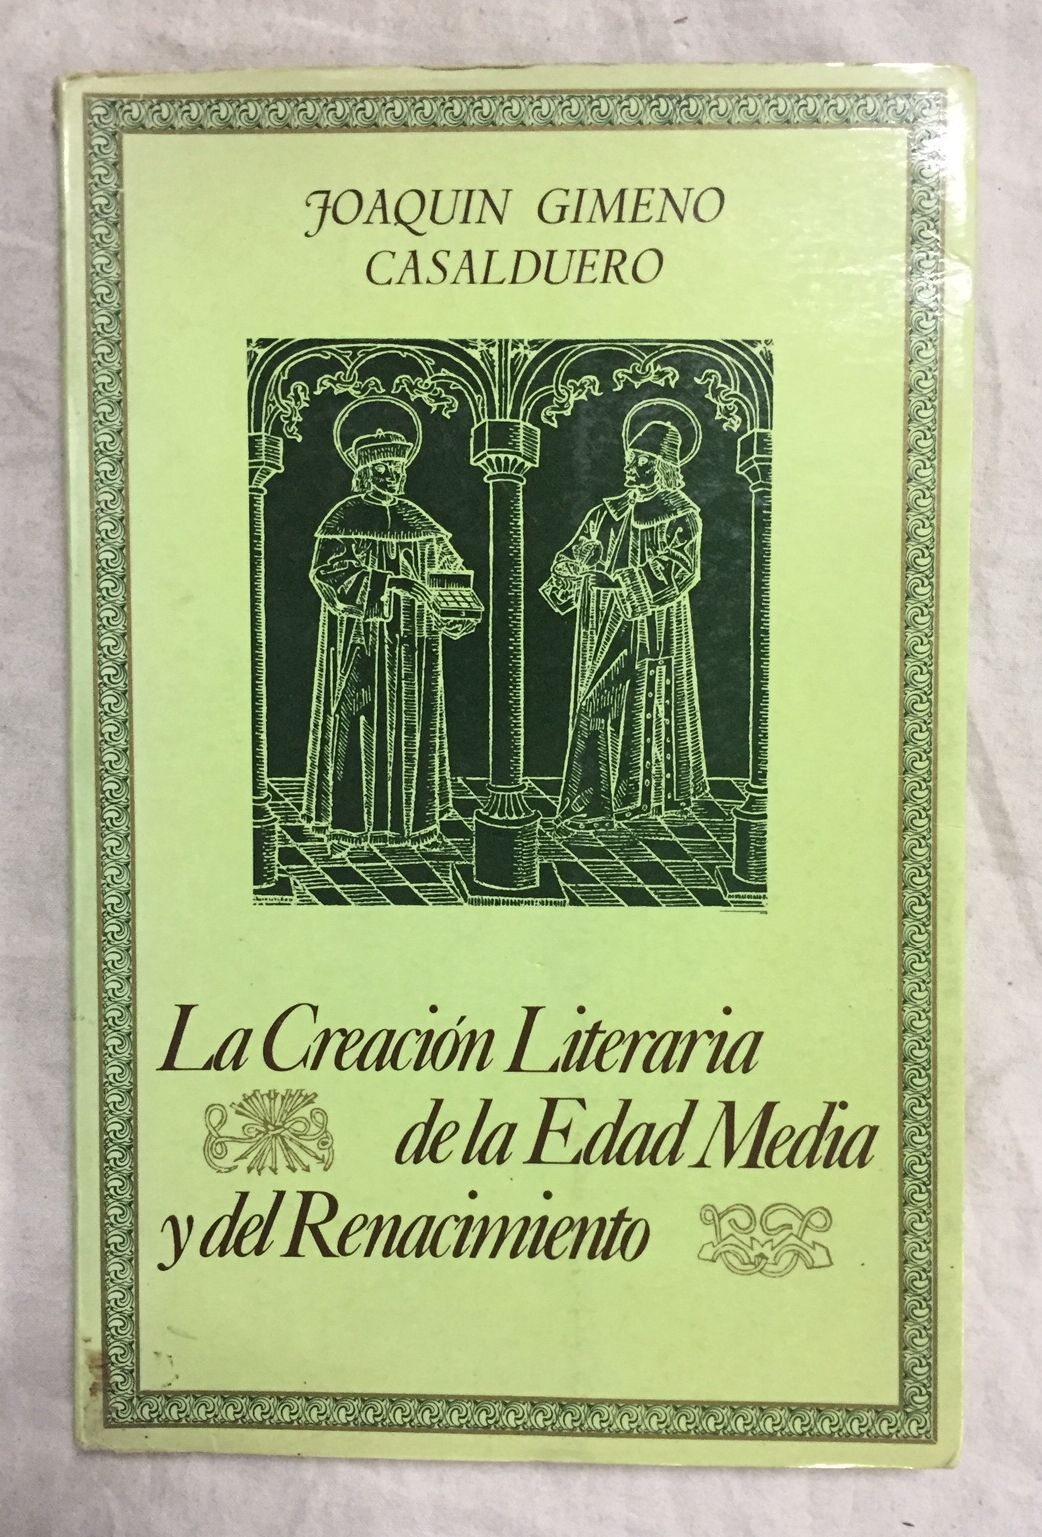 JOAQUIN GIMENO
CASALDUERO
La Creación Literaria
de la Edad Media
y del Renacimiento